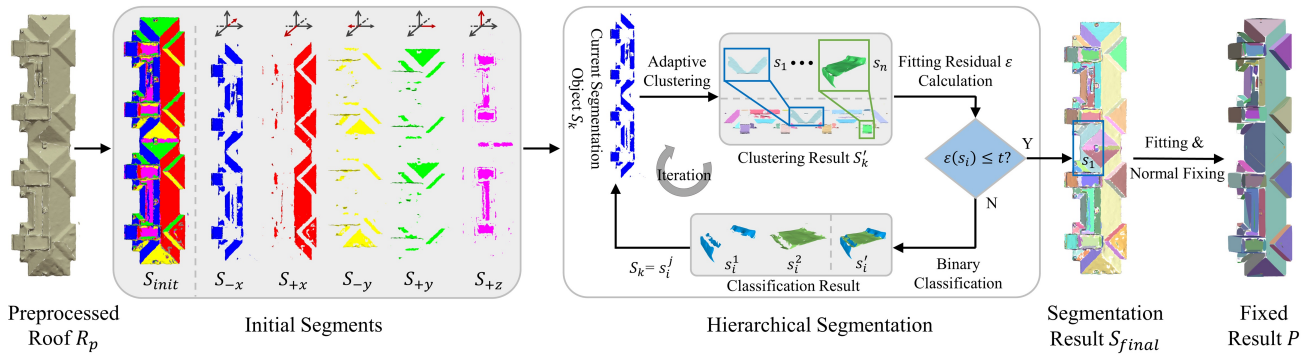 Preprocessed
Roof R_p
S_init
S_−x
S_+x
S_−y
S_+y
S_+z
Initial Segments
Current Segmentation
Object S_k
Adaptive
Clustering
s_1 ••• s_n
Clustering Result S′_k
Fitting Residual ε
Calculation
ε(s_i) ≤ t?
Y
N
Iteration
Binary
Classification
S_k = s_i^j
s_i^1
s_i^2
s_i′
Classification Result
Hierarchical Segmentation
s_1
Segmentation
Result S_final
Fitting &
Normal Fixing
Fixed
Result P